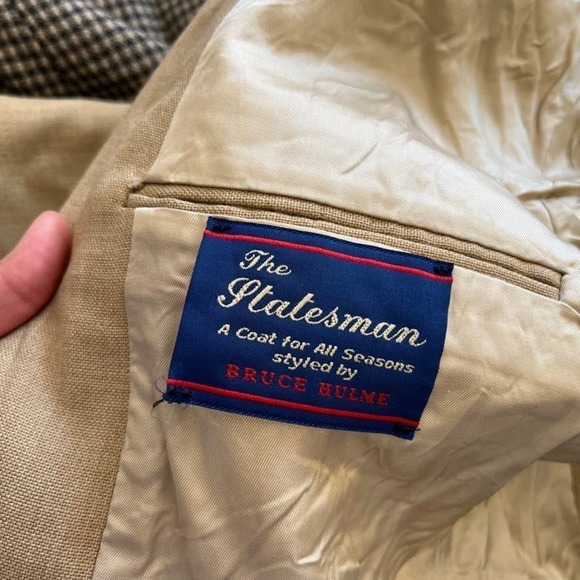 The
Statesman
A Coat for All Seasons
styled by
BRUCE HULME